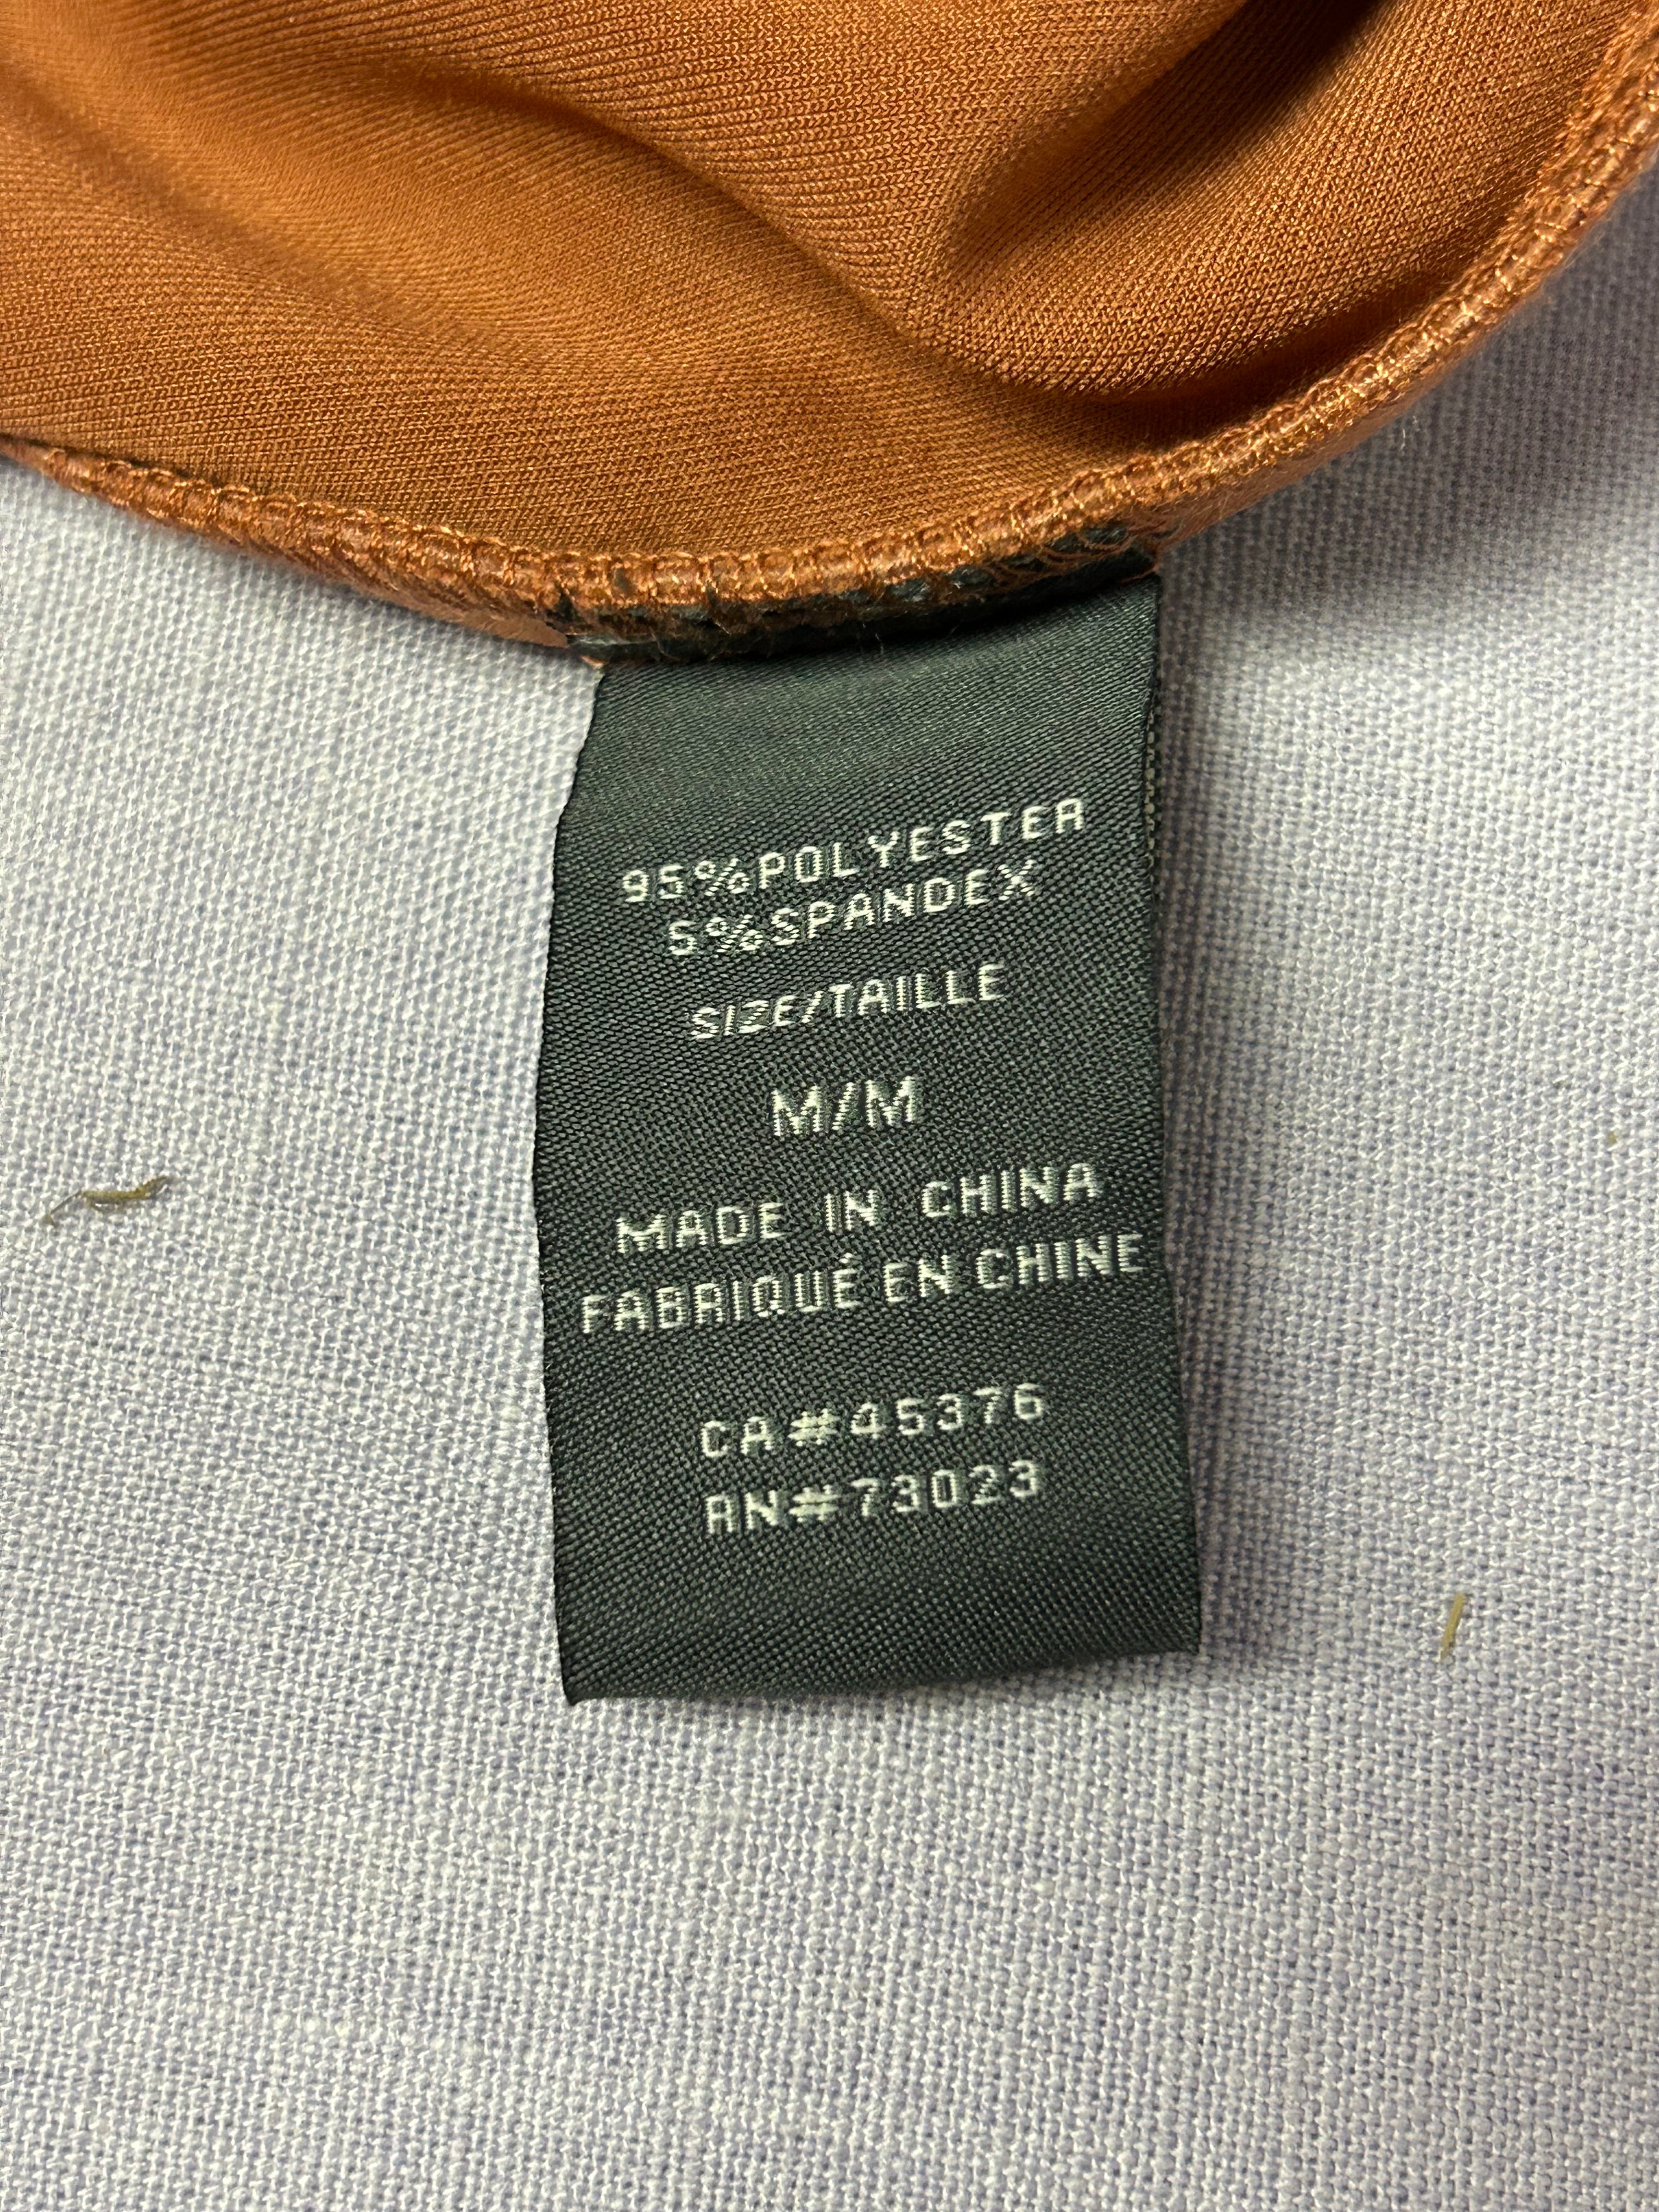 95%POLYESTER
5%SPANDEX
SIZE/TAILLE
M/M
MADE IN CHINA
FABRIQUÉ EN CHINE
CA#45376
RN#73023